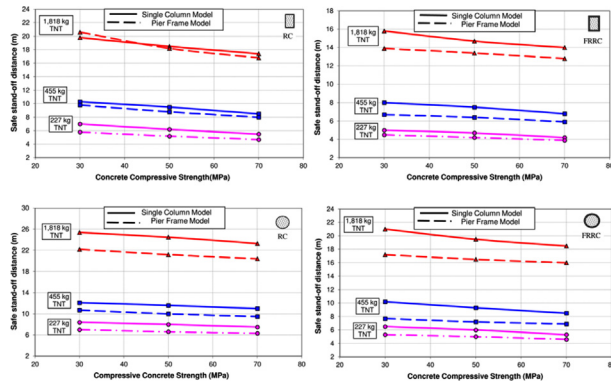 Single Column Model
Pier Frame Model
RC
1,818 kg
TNT
455 kg
TNT
227 kg
TNT
Safe stand-off distance (m)
24
22
20
18
16
14
12
10
8
6
4
2
20
30
40
50
60
70
80
Concrete Compressive Strength(MPa)
Single Column Model
Pier Frame Model
FRRC
1,818 kg
TNT
455 kg
TNT
227 kg
TNT
Safe stand-off distance (m)
18
16
14
12
10
8
6
4
2
20
30
40
50
60
70
80
Concrete Compressive Strength (MPa)
Single Column Model
Pier Frame Model
RC
1,818 kg
TNT
455 kg
TNT
227 kg
TNT
Safe stand-off distance (m)
30
26
22
18
14
10
6
2
20
30
40
50
60
70
80
Compressive Concrete Strength (MPA)
Single Column Model
Pier Frame Model
FRRC
1,818 kg
TNT
455 kg
TNT
227 kg
TNT
Safe stand-off distance (m)
24
22
20
18
16
14
12
10
8
6
4
2
20
30
40
50
60
70
80
Concrete Compressive Strength (MPA)